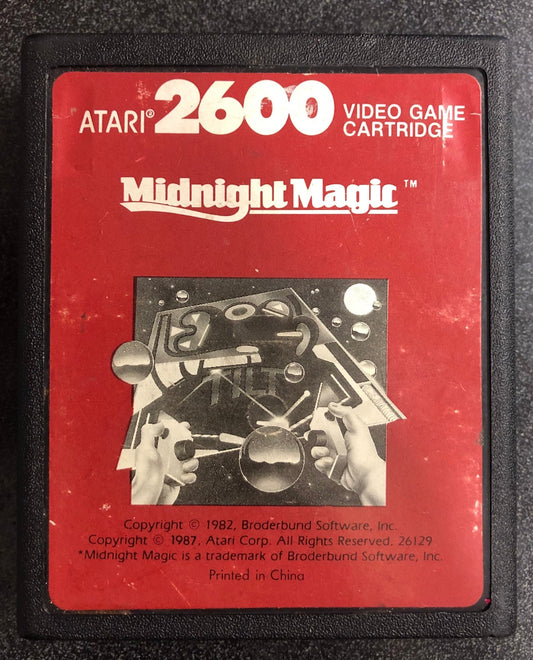 ATARI® 2600 VIDEO GAME
CARTRIDGE
Midnight Magic™
TILT
Copyright © 1982, Broderbund Software, Inc.
Copyright © 1987, Atari Corp. All Rights Reserved. 26129
*Midnight Magic is a trademark of Broderbund Software, Inc.
Printed in China